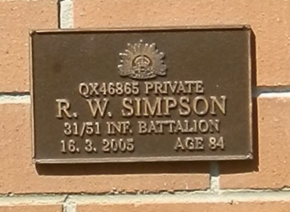 QX46865 PRIVATE
R. W. SIMPSON
31/51 INF. BATTALION
16. 3. 2005 AGE 84